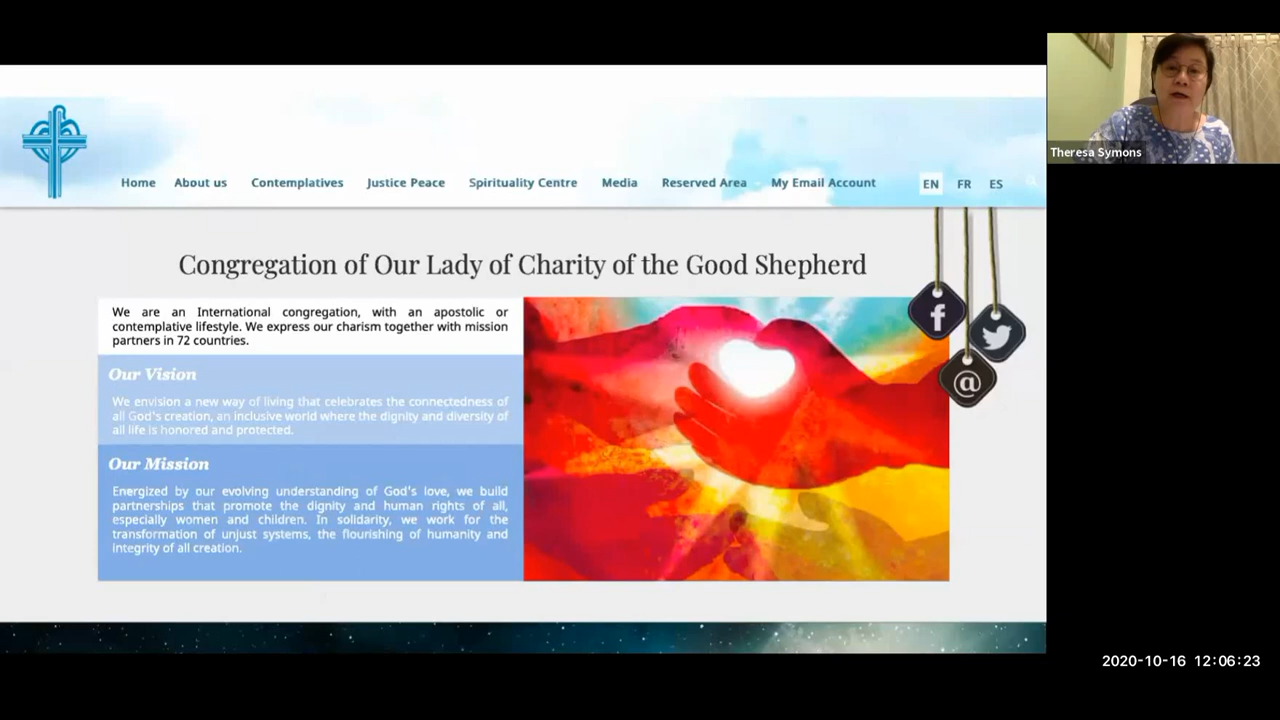 Theresa Symons
Home About us Contemplatives Justice Peace Spirituality Centre Media Reserved Area My Email Account EN FR ES
Congregation of Our Lady of Charity of the Good Shepherd
We are an International congregation, with an apostolic or
contemplative lifestyle. We express our charism together with mission
partners in 72 countries.
Our Vision
We envision a new way of living that celebrates the connectedness of
all God's creation, an inclusive world where the dignity and diversity of
all life is honored and protected.
Our Mission
Energized by our evolving understanding of God's love, we build
partnerships that promote the dignity and human rights of all,
especially women and children. In solidarity, we work for the
transformation of unjust systems, the flourishing of humanity and
integrity of all creation.
f
@
2020-10-16 12:06:23